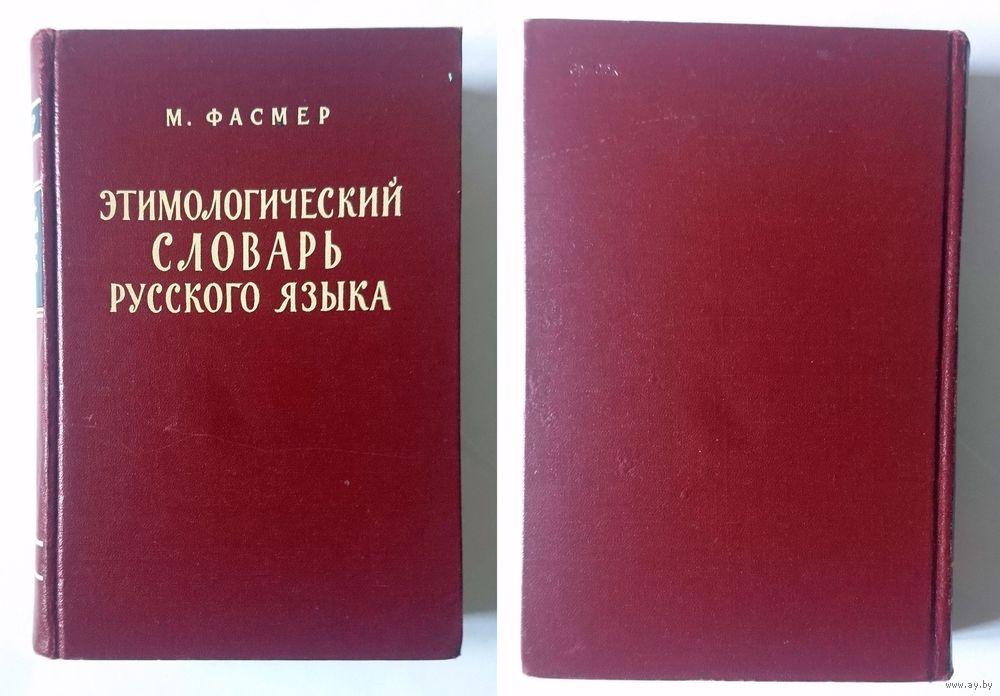 М. ФАСМЕР
ЭТИМОЛОГИЧЕСКИЙ
СЛОВАРЬ
РУССКОГО ЯЗЫКА
www.ay.by